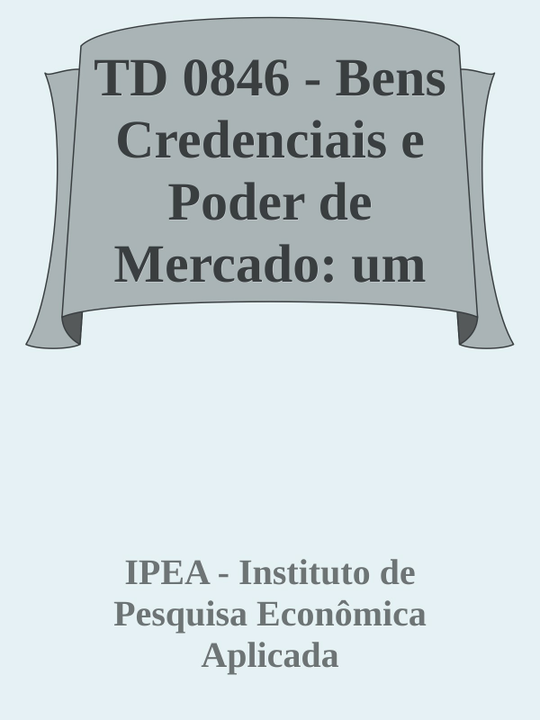 TD 0846 - Bens
Credenciais e
Poder de
Mercado: um
IPEA - Instituto de
Pesquisa Econômica
Aplicada